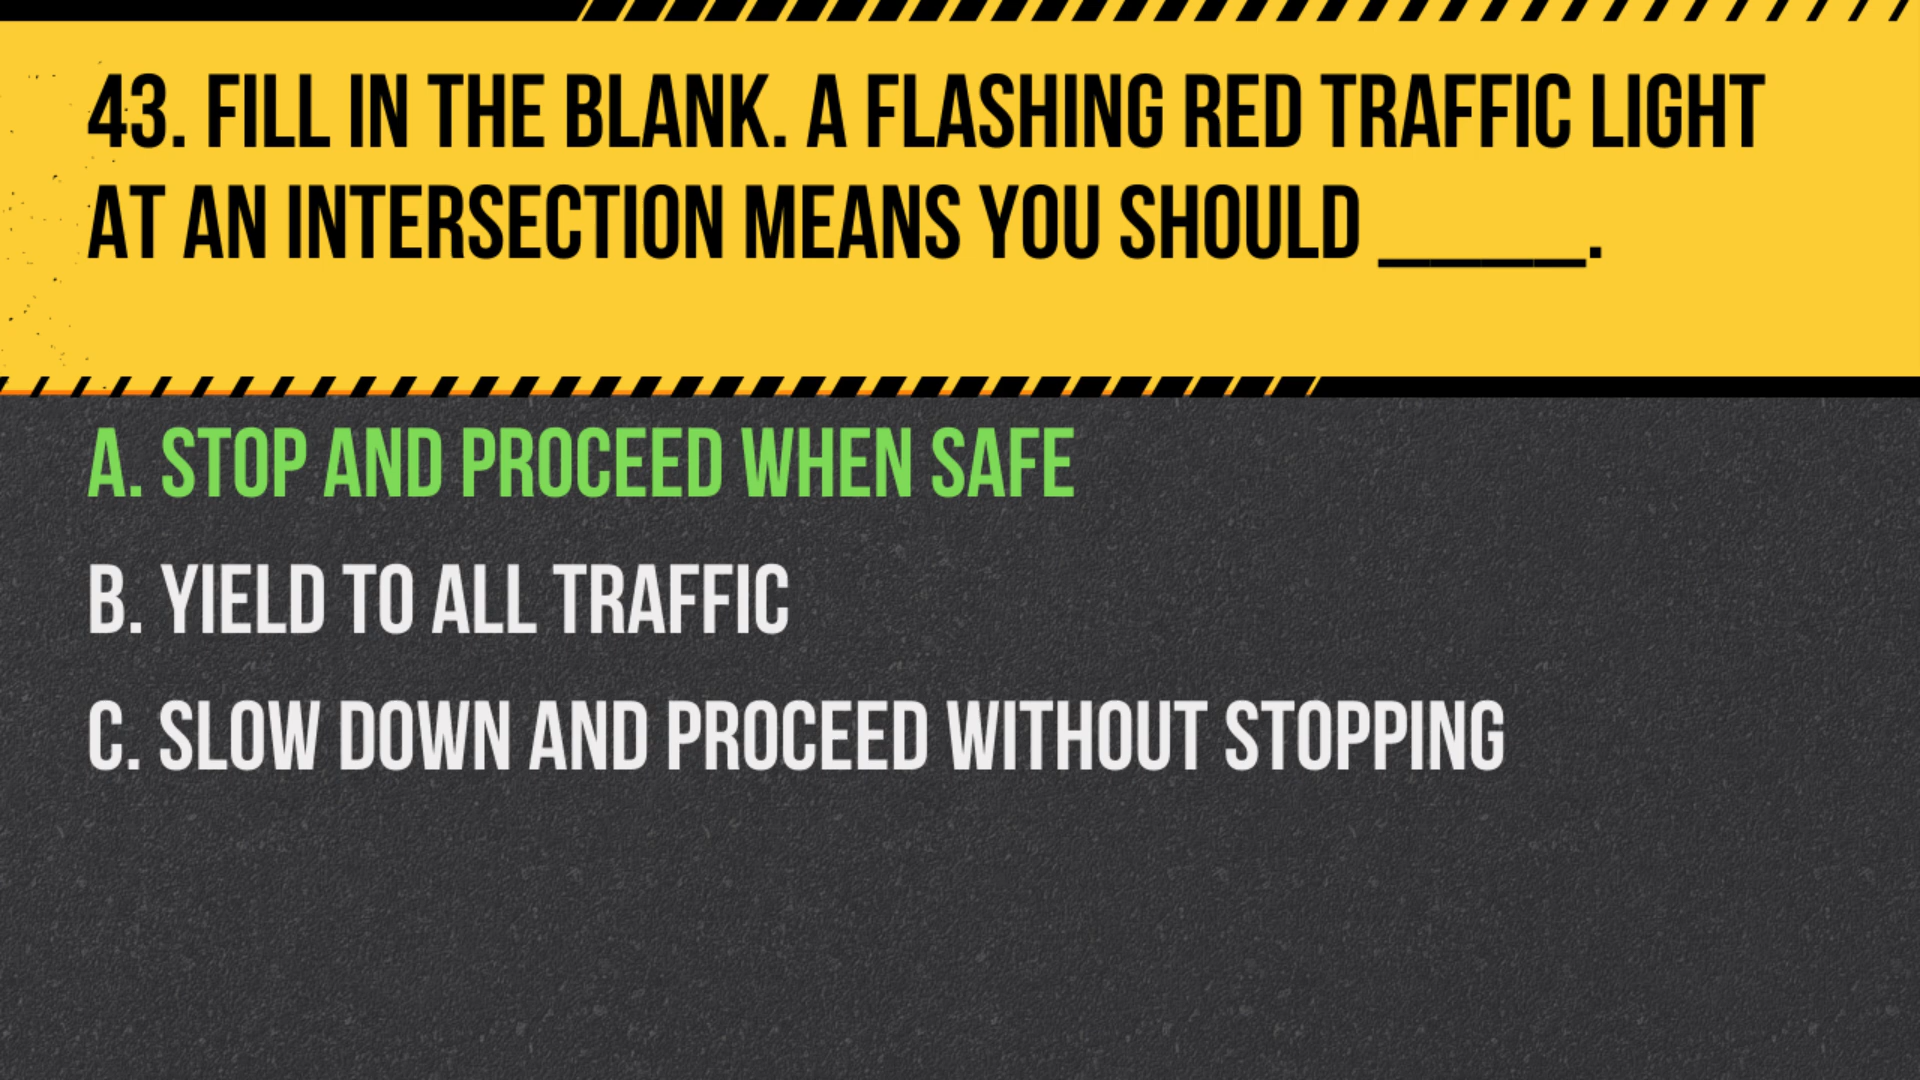 43. FILL IN THE BLANK. A FLASHING RED TRAFFIC LIGHT
AT AN INTERSECTION MEANS YOU SHOULD ____.
A. STOP AND PROCEED WHEN SAFE
B. YIELD TO ALL TRAFFIC
C. SLOW DOWN AND PROCEED WITHOUT STOPPING